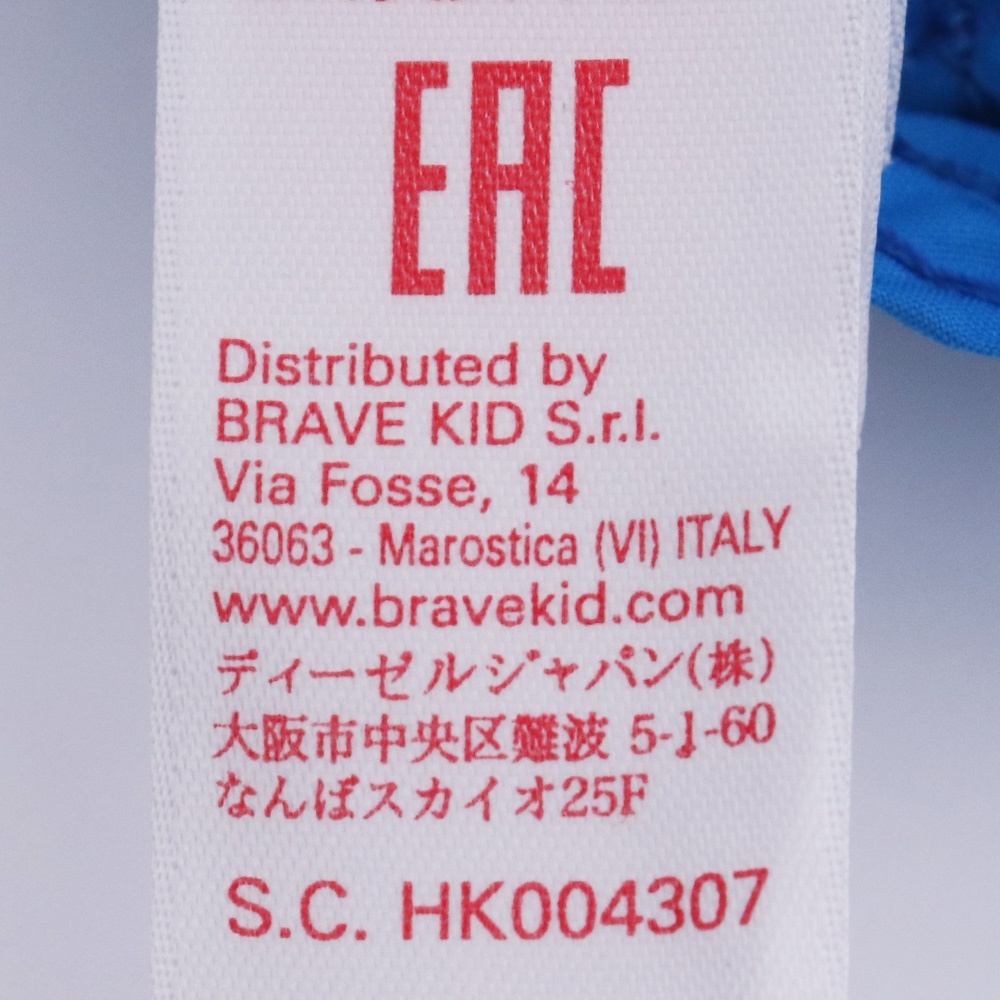 EAC
Distributed by
BRAVE KID S.r.l.
Via Fosse, 14
36063 - Marostica (VI) ITALY
www.bravekid.com
ディーゼルジャパン(株)
大阪市中央区難波 5-1-60
なんばスカイオ25F
S.C. HK004307